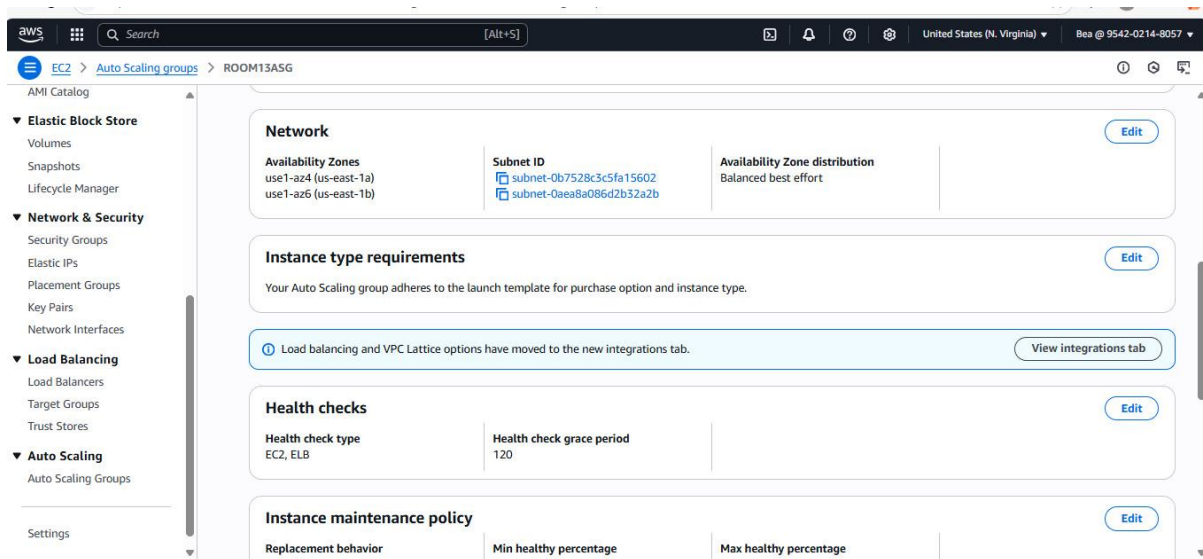 aws
Search [Alt+S] United States (N. Virginia) Bea @ 9542-0214-8057
EC2 > Auto Scaling groups > ROOM13ASG
AMI Catalog
Elastic Block Store
Volumes
Snapshots
Lifecycle Manager
Network & Security
Security Groups
Elastic IPs
Placement Groups
Key Pairs
Network Interfaces
Load Balancing
Load Balancers
Target Groups
Trust Stores
Auto Scaling
Auto Scaling Groups
Settings
Network
Edit
Availability Zones
use1-az4 (us-east-1a)
use1-az6 (us-east-1b)
Subnet ID
subnet-0b7528c3c5fa15602
subnet-0aea8a086d2b32a2b
Availability Zone distribution
Balanced best effort
Instance type requirements
Edit
Your Auto Scaling group adheres to the launch template for purchase option and instance type.
Load balancing and VPC Lattice options have moved to the new integrations tab.
View integrations tab
Health checks
Edit
Health check type
EC2, ELB
Health check grace period
120
Instance maintenance policy
Edit
Replacement behavior
Min healthy percentage
Max healthy percentage